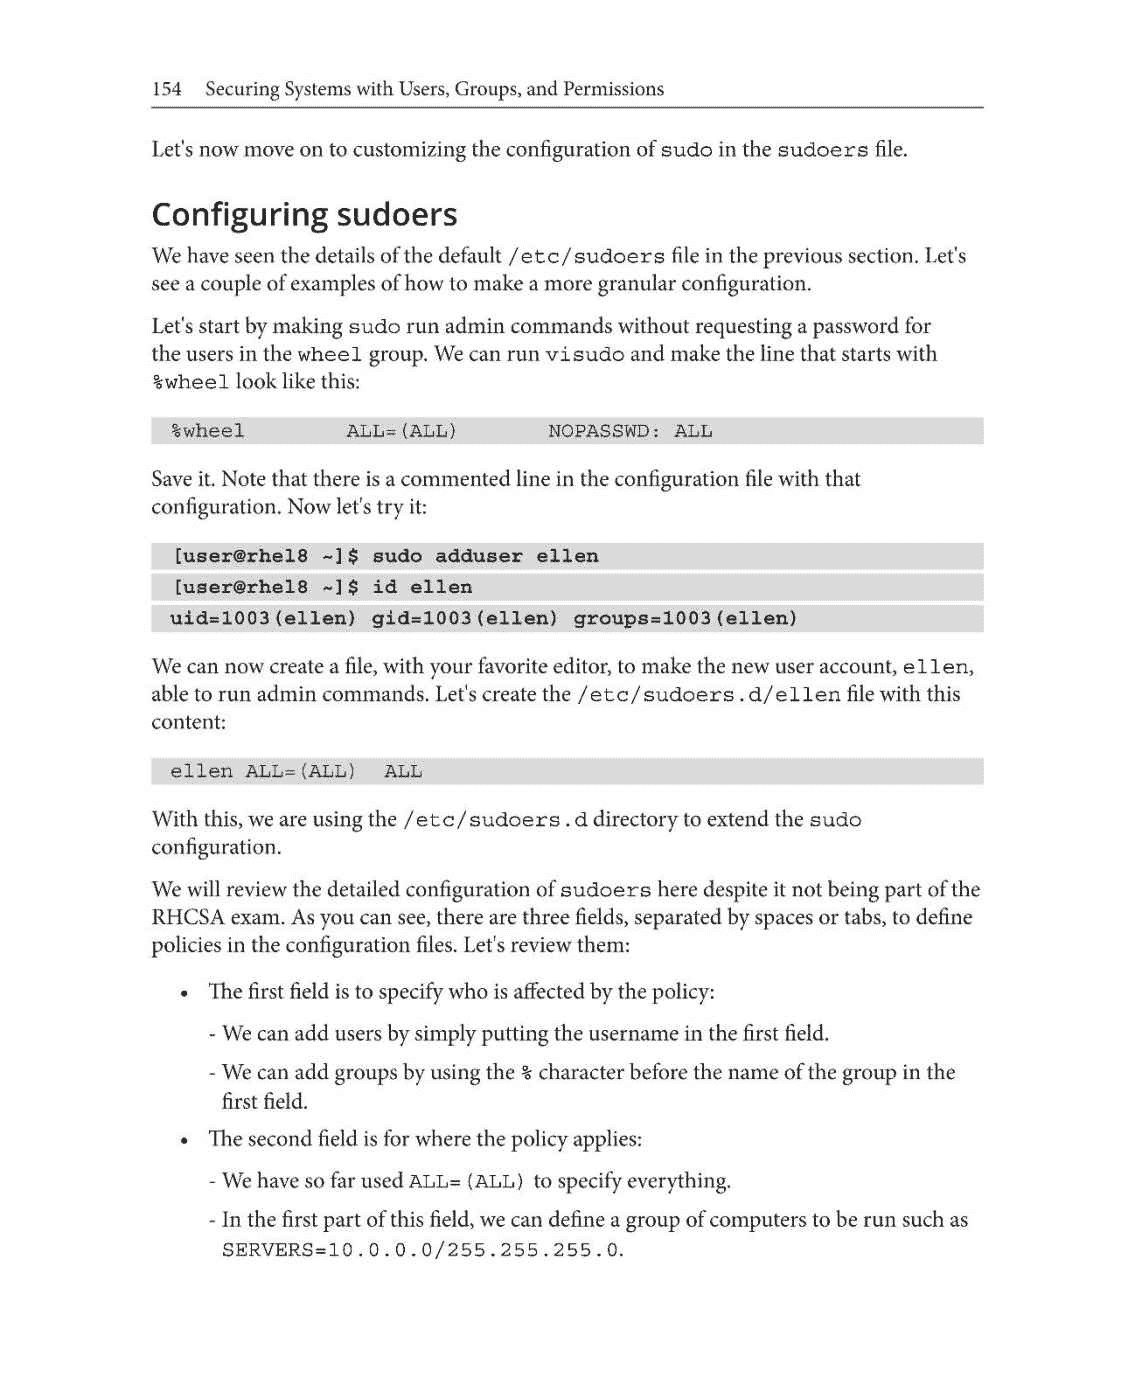 154 Securing Systems with Users, Groups, and Permissions
Let's now move on to customizing the configuration of sudo in the sudoers file.
Configuring sudoers
We have seen the details of the default /etc/sudoers file in the previous section. Let's
see a couple of examples of how to make a more granular configuration.
Let's start by making sudo run admin commands without requesting a password for
the users in the wheel group. We can run visudo and make the line that starts with
%wheel look like this:
%wheel ALL=(ALL) NOPASSWD: ALL
Save it. Note that there is a commented line in the configuration file with that
configuration. Now let's try it:
[user@rhel8 ~]$ sudo adduser ellen
[user@rhel8 ~]$ id ellen
uid=1003(ellen) gid=1003(ellen) groups=1003(ellen)
We can now create a file, with your favorite editor, to make the new user account, ellen,
able to run admin commands. Let's create the /etc/sudoers.d/ellen file with this
content:
ellen ALL=(ALL) ALL
With this, we are using the /etc/sudoers.d directory to extend the sudo
configuration.
We will review the detailed configuration of sudoers here despite it not being part of the
RHCSA exam. As you can see, there are three fields, separated by spaces or tabs, to define
policies in the configuration files. Let's review them:
• The first field is to specify who is affected by the policy:
- We can add users by simply putting the username in the first field.
- We can add groups by using the % character before the name of the group in the
first field.
• The second field is for where the policy applies:
- We have so far used ALL=(ALL) to specify everything.
- In the first part of this field, we can define a group of computers to be run such as
SERVERS=10.0.0.0/255.255.255.0.